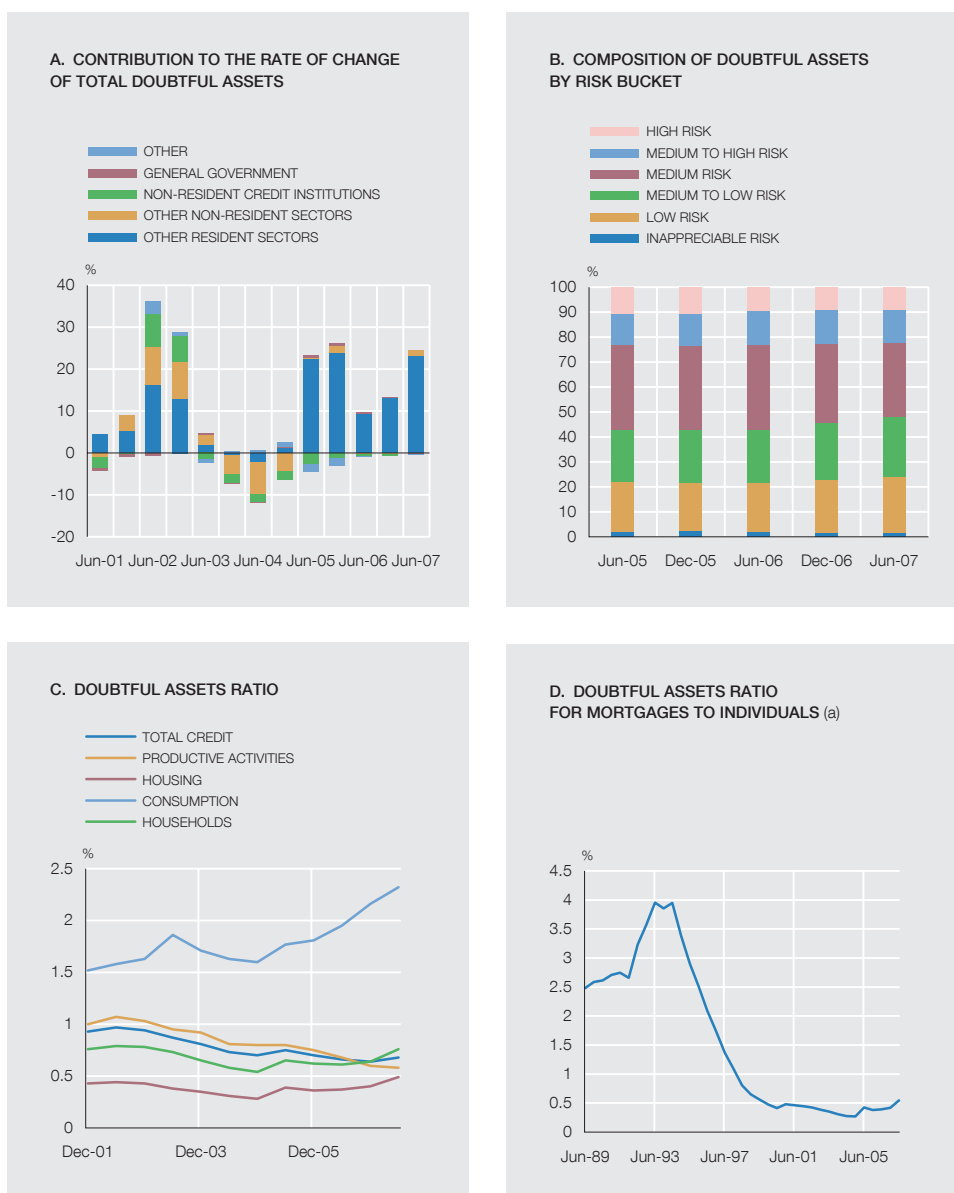 A. CONTRIBUTION TO THE RATE OF CHANGE
OF TOTAL DOUBTFUL ASSETS
OTHER
GENERAL GOVERNMENT
NON-RESIDENT CREDIT INSTITUTIONS
OTHER NON-RESIDENT SECTORS
OTHER RESIDENT SECTORS
%
40
30
20
10
0
-10
-20
Jun-01 Jun-02 Jun-03 Jun-04 Jun-05 Jun-06 Jun-07
B. COMPOSITION OF DOUBTFUL ASSETS
BY RISK BUCKET
HIGH RISK
MEDIUM TO HIGH RISK
MEDIUM RISK
MEDIUM TO LOW RISK
LOW RISK
INAPPRECIABLE RISK
%
100
90
80
70
60
50
40
30
20
10
0
Jun-05 Dec-05 Jun-06 Dec-06 Jun-07
C. DOUBTFUL ASSETS RATIO
TOTAL CREDIT
PRODUCTIVE ACTIVITIES
HOUSING
CONSUMPTION
HOUSEHOLDS
%
2.5
2
1.5
1
0.5
0
Dec-01 Dec-03 Dec-05
D. DOUBTFUL ASSETS RATIO
FOR MORTGAGES TO INDIVIDUALS (a)
%
4.5
4
3.5
3
2.5
2
1.5
1
0.5
0
Jun-89 Jun-93 Jun-97 Jun-01 Jun-05